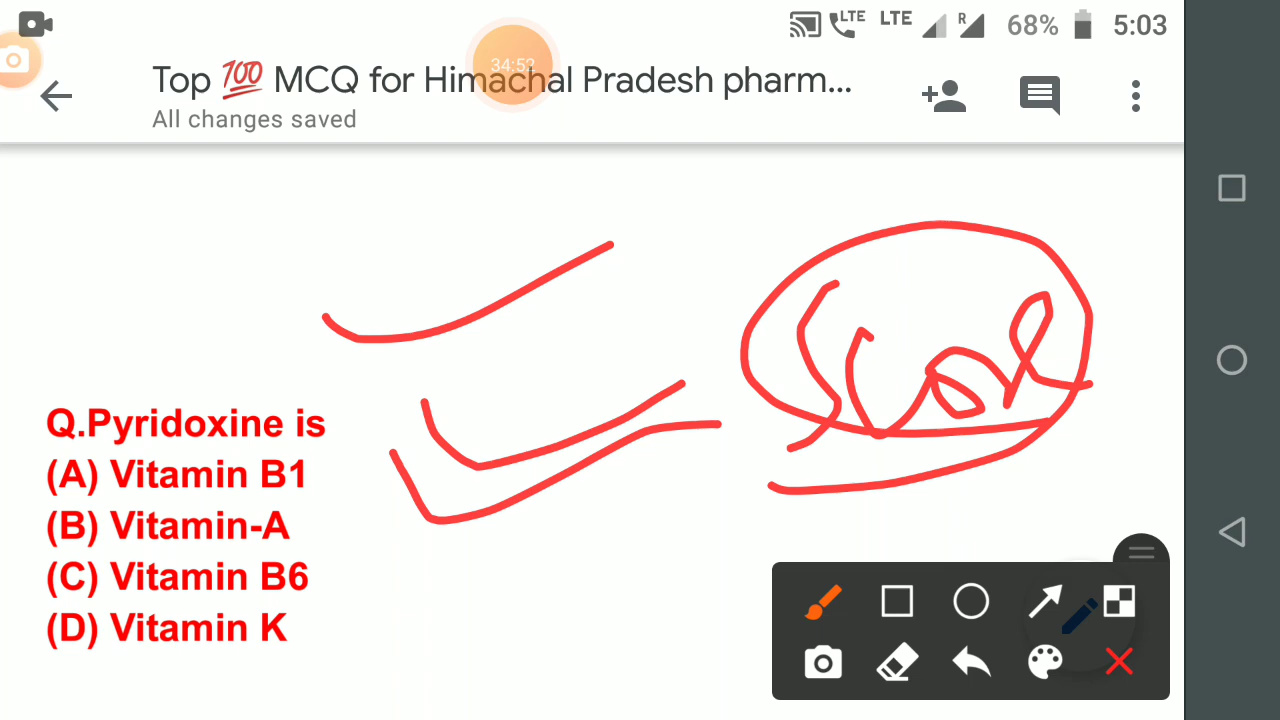 LTE LTE R 68% 5:03
34:52
Top 💯 MCQ for Himachal Pradesh pharm...
All changes saved
Q.Pyridoxine is
(A) Vitamin B1
(B) Vitamin-A
(C) Vitamin B6
(D) Vitamin K